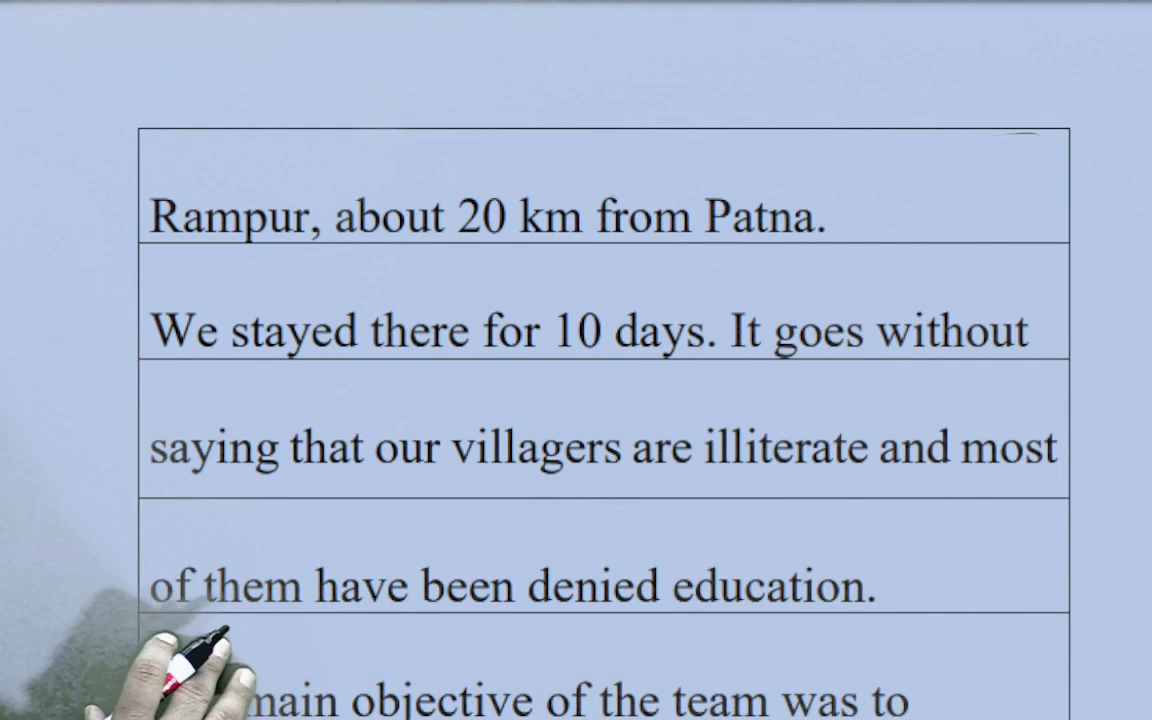 Rampur, about 20 km from Patna.
We stayed there for 10 days. It goes without
saying that our villagers are illiterate and most
of them have been denied education.
main objective of the team was to